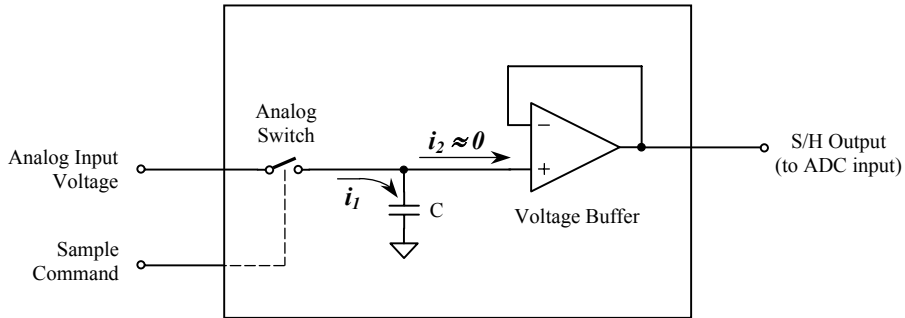 Analog
Switch
Analog Input
Voltage
i1
i2 ≈ 0
C
−
+
Voltage Buffer
S/H Output
(to ADC input)
Sample
Command